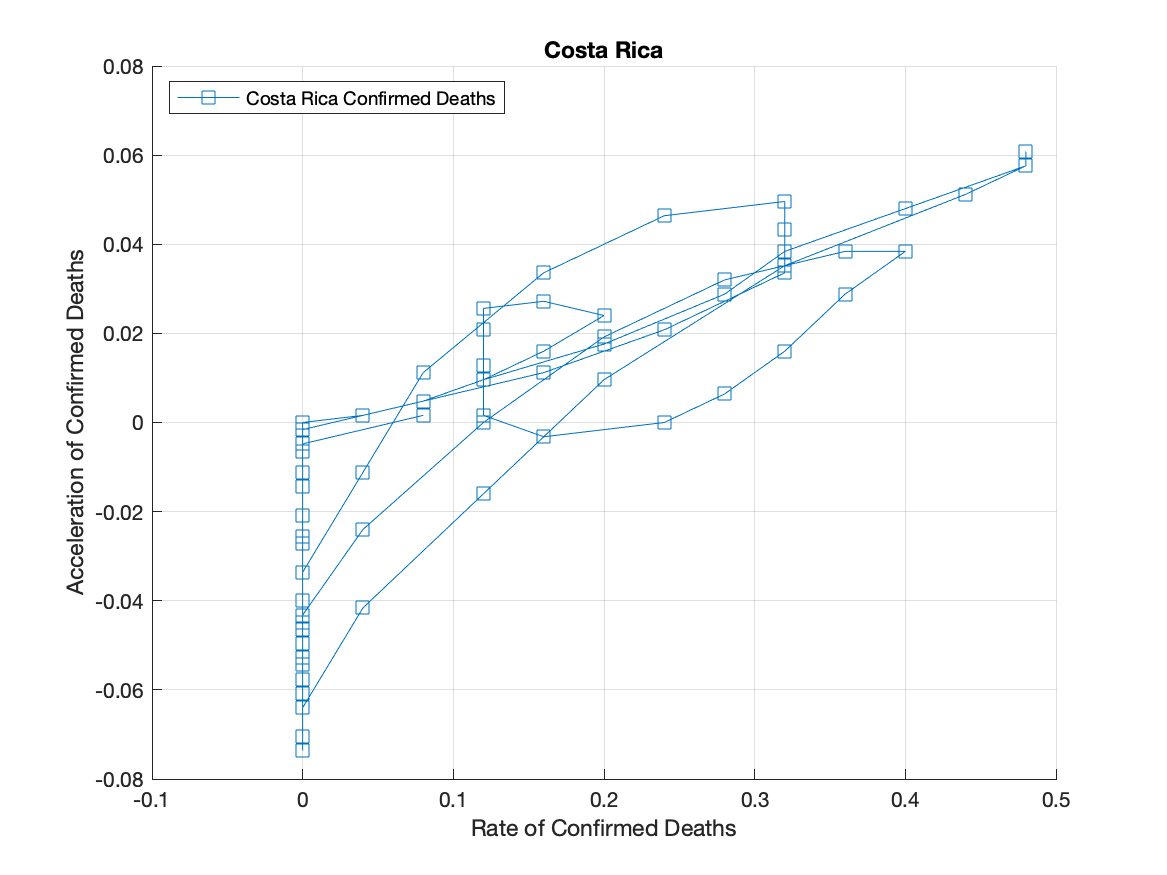 Costa Rica
0.08
Costa Rica Confirmed Deaths
0.06
0.04
0.02
0
-0.02
-0.04
-0.06
-0.08
Acceleration of Confirmed Deaths
-0.1 0 0.1 0.2 0.3 0.4 0.5
Rate of Confirmed Deaths